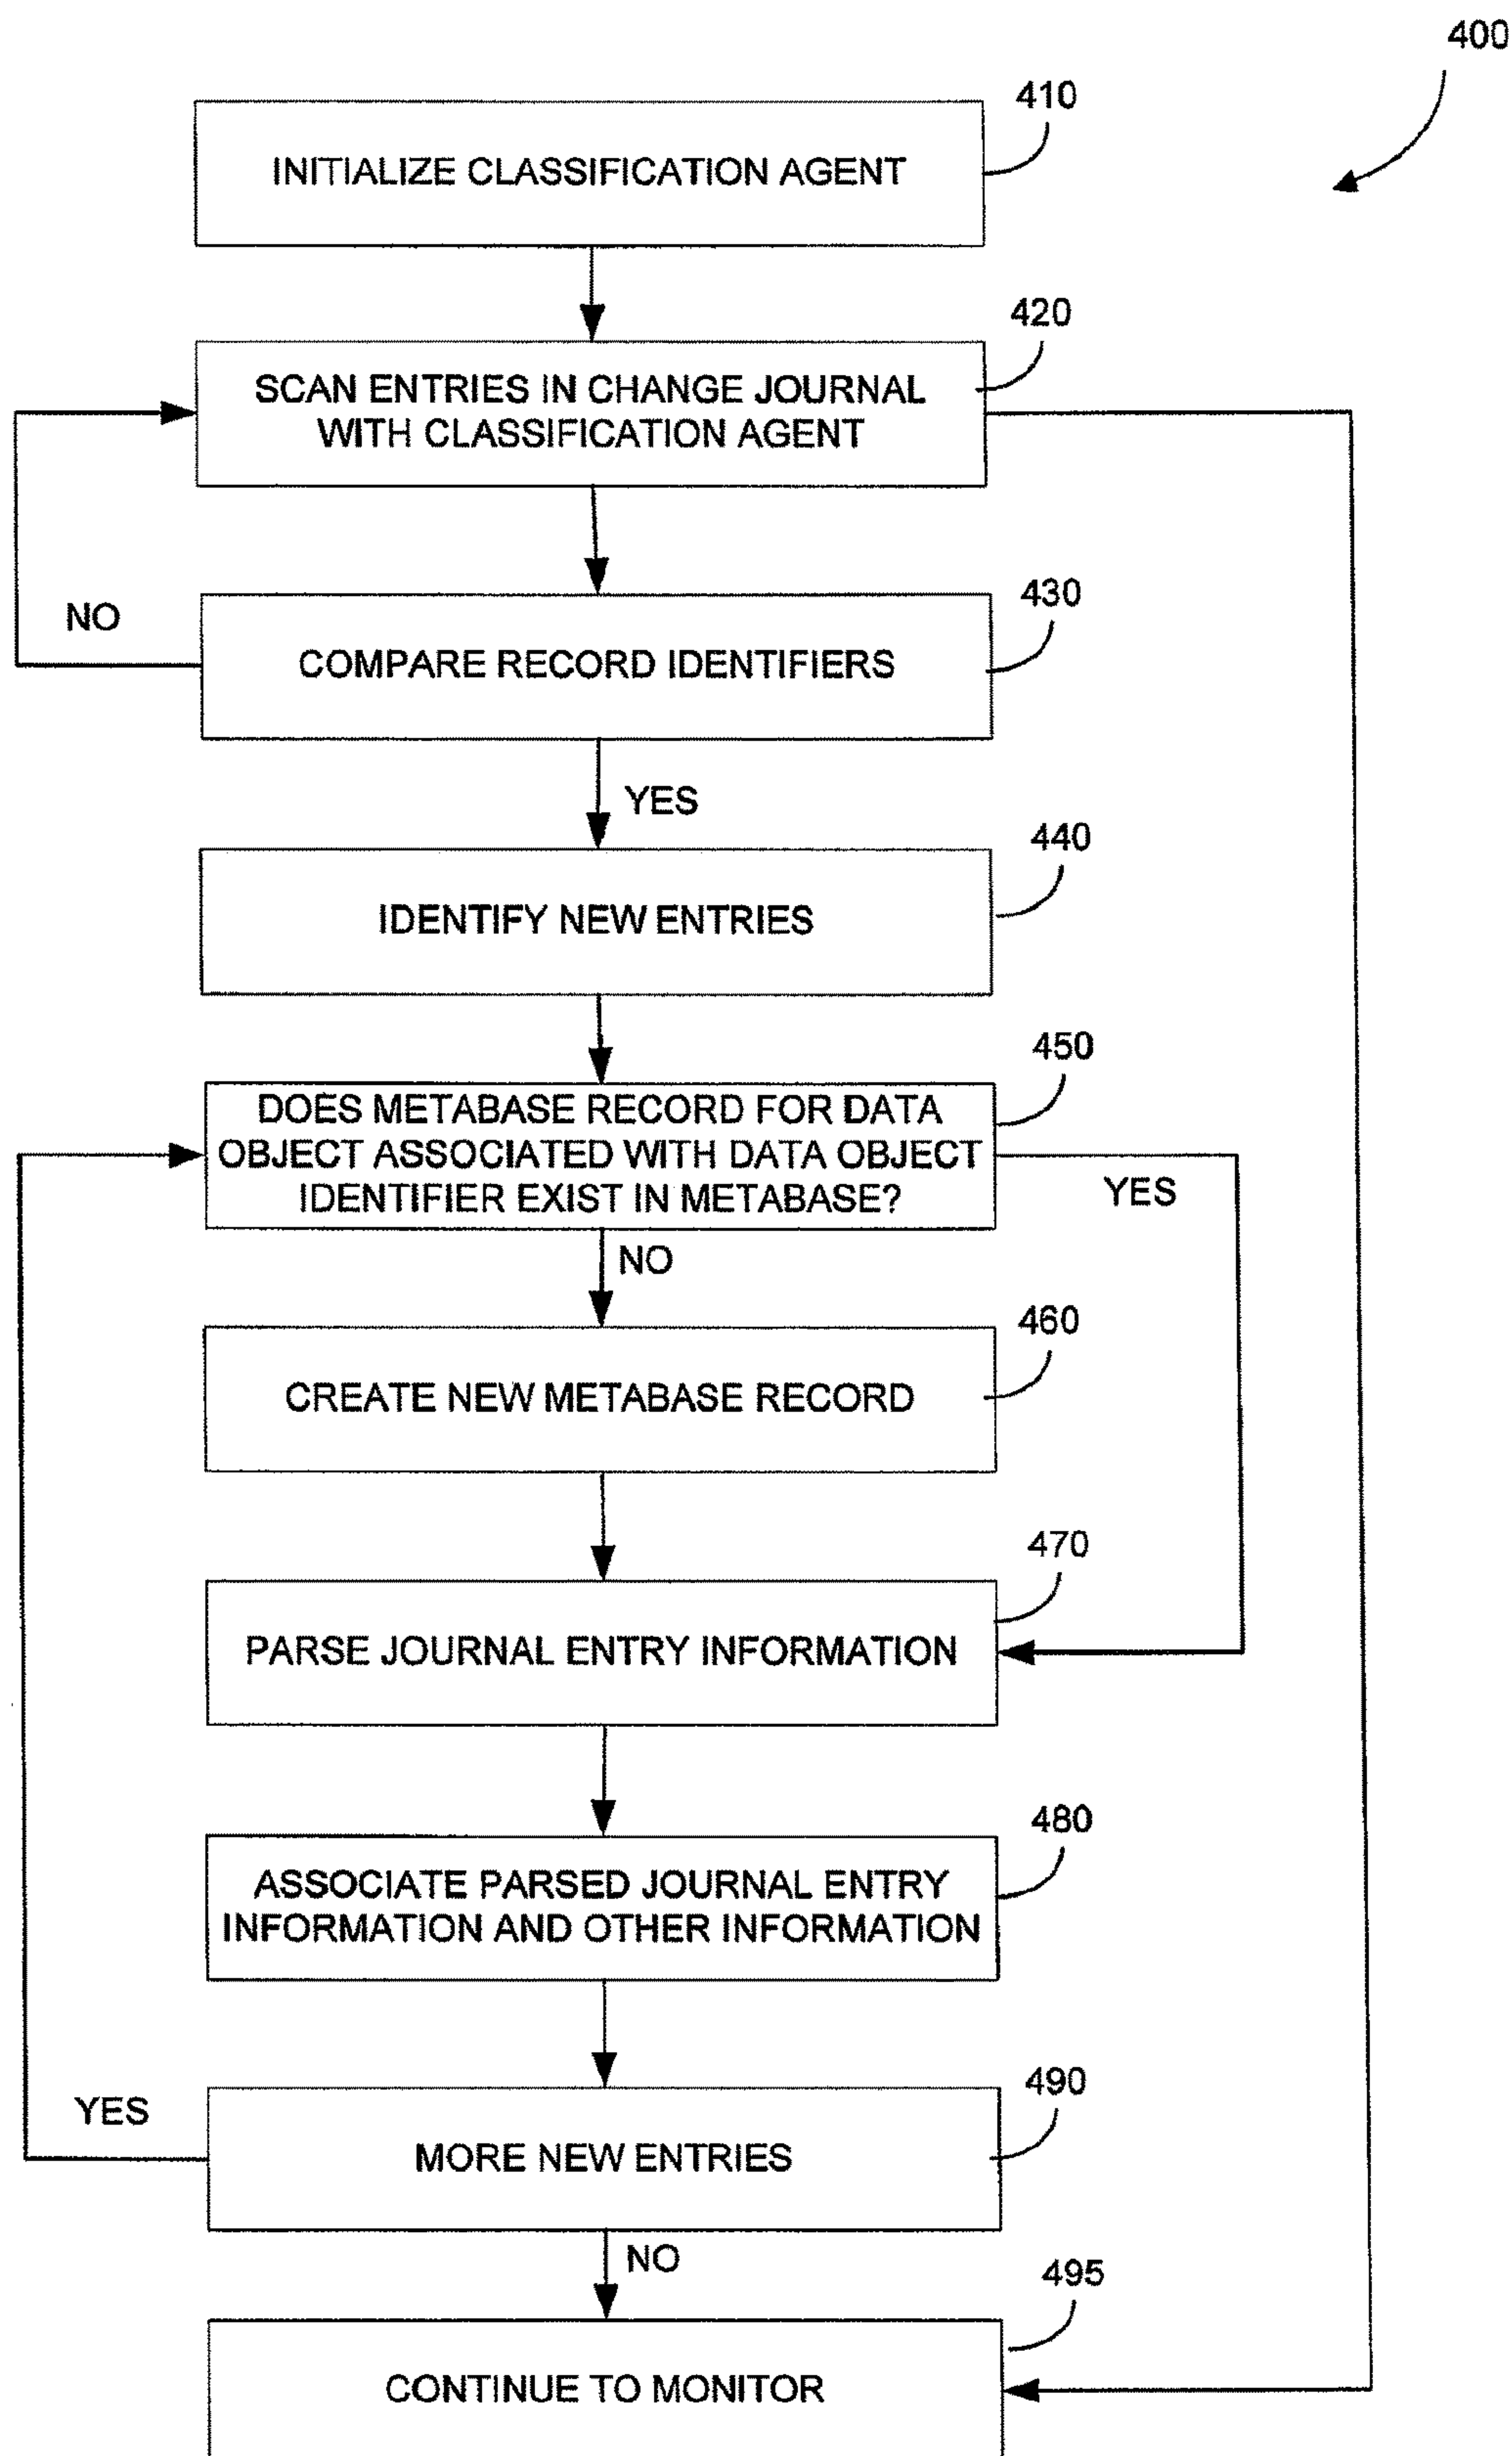 400
410
INITIALIZE CLASSIFICATION AGENT
420
SCAN ENTRIES IN CHANGE JOURNAL
WITH CLASSIFICATION AGENT
430
NO
COMPARE RECORD IDENTIFIERS
YES
440
IDENTIFY NEW ENTRIES
450
DOES METABASE RECORD FOR DATA
OBJECT ASSOCIATED WITH DATA OBJECT
IDENTIFIER EXIST IN METABASE?
YES
NO
460
CREATE NEW METABASE RECORD
470
PARSE JOURNAL ENTRY INFORMATION
480
ASSOCIATE PARSED JOURNAL ENTRY
INFORMATION AND OTHER INFORMATION
490
YES
MORE NEW ENTRIES
NO
495
CONTINUE TO MONITOR